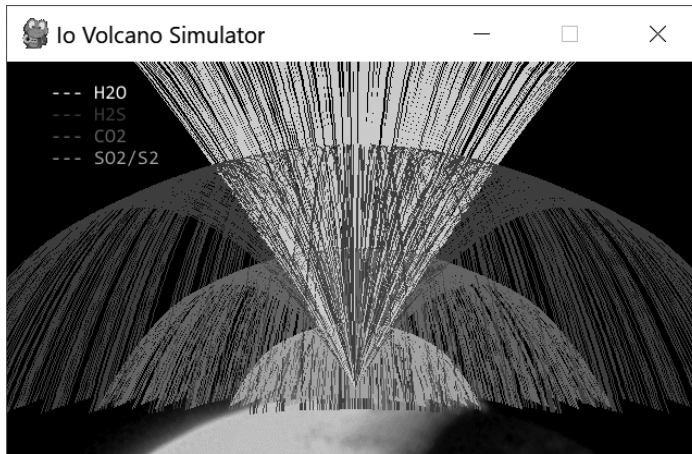 Io Volcano Simulator
--- H2O
--- H2S
--- CO2
--- SO2/S2